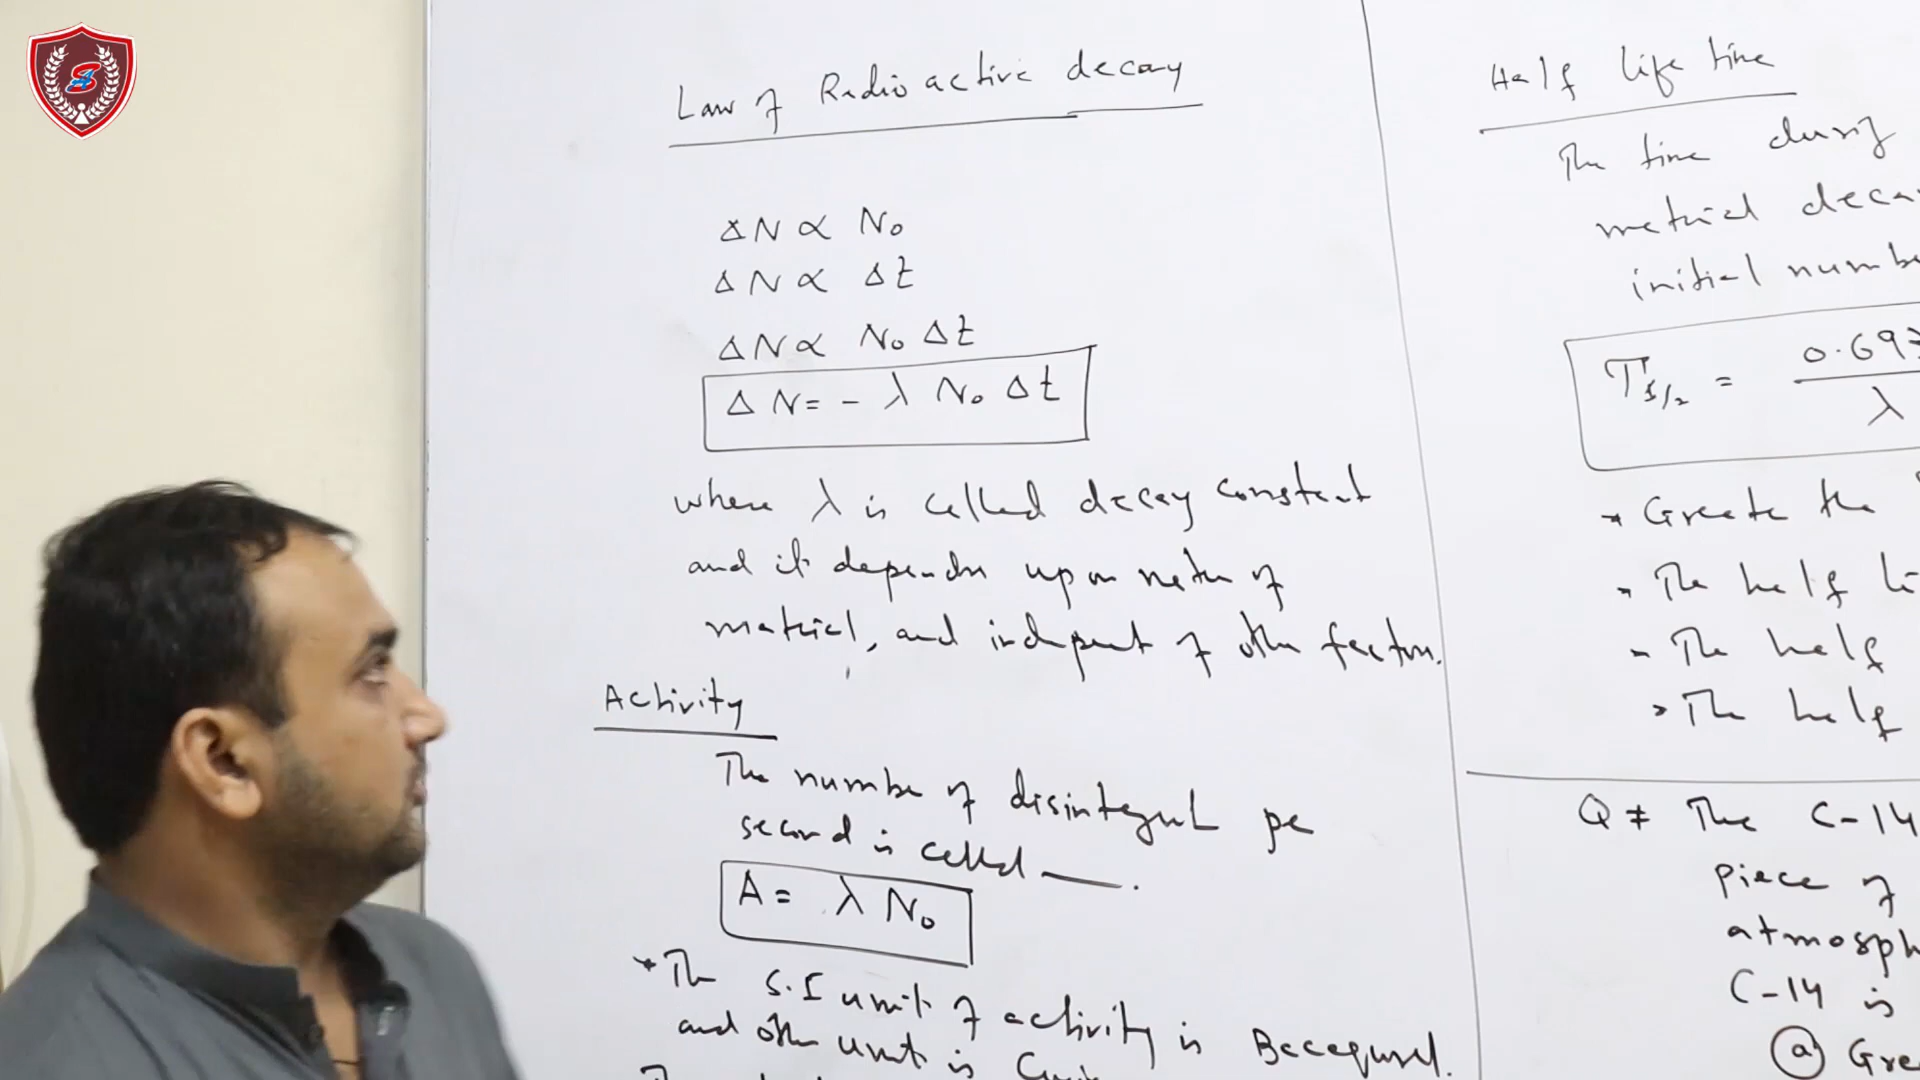 Law of Radioactive decay
ΔN ∝ N₀
ΔN ∝ Δt
ΔN ∝ N₀ Δt
ΔN = - λ N₀ Δt
where λ is called decay constant
and it depends upon nature of
material, and independent of other factors.
Activity
The number of disintegrat per
second is called ——.
A = λ N₀
* The S.I unit of activity is Becequerel.
and other unit is Curie
Half life time
The time during
material deca
initial numbe
T1/2 = 0.693 / λ
* Greate the
- The half li
- The half
> The half
Q ≠ The C-14
piece of
atmosph
C-14 is
(a) Gre